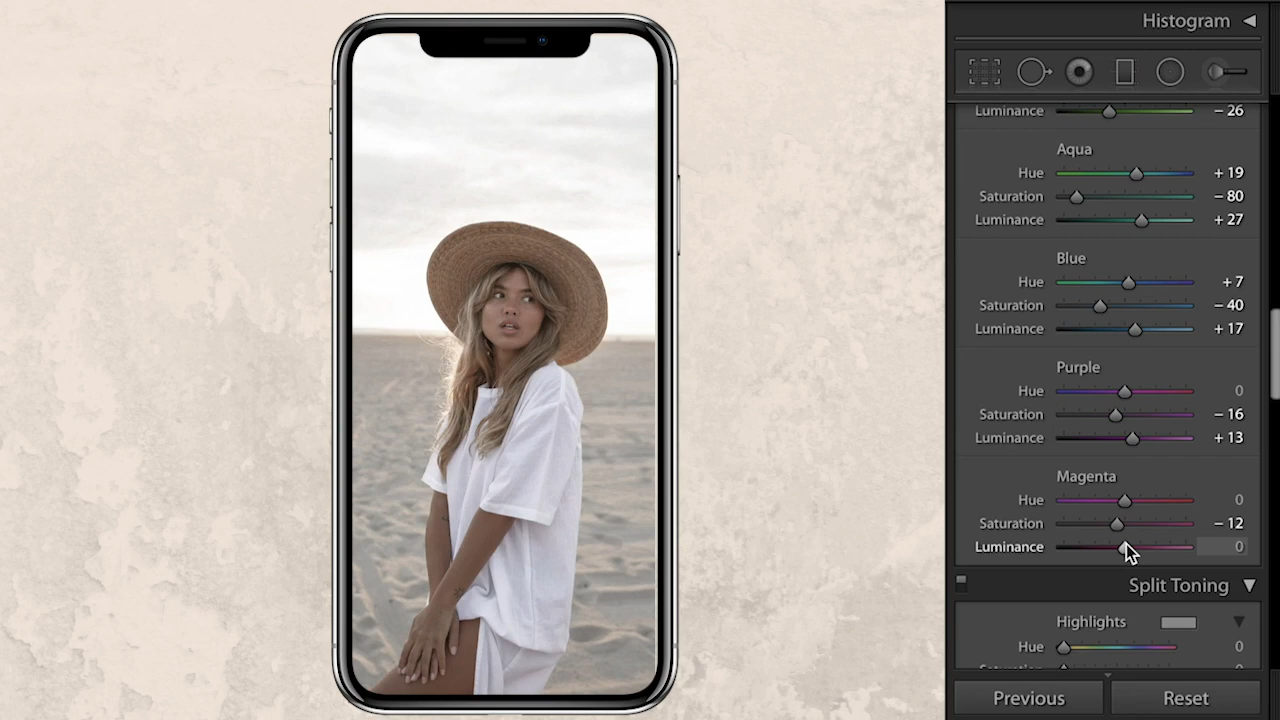 Histogram
Luminance − 26
Aqua
Hue + 19
Saturation − 80
Luminance + 27
Blue
Hue + 7
Saturation − 40
Luminance + 17
Purple
Hue 0
Saturation − 16
Luminance + 13
Magenta
Hue 0
Saturation − 12
Luminance 0
Split Toning
Highlights
Hue 0
Previous Reset